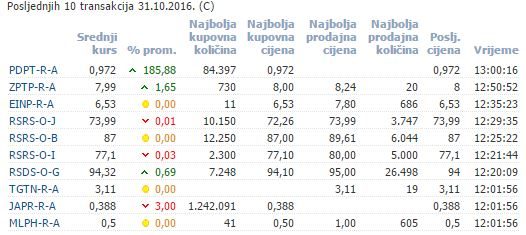 Posljednjih 10 transakcija 31.10.2016. (C)
Srednji kurs % prom. Najbolja kupovna količina Najbolja kupovna cijena Najbolja prodajna cijena Najbolja prodajna količina Poslj. cijena Vrijeme
PDPT-R-A 0,972 185,88 84.397 0,972 0,972 13:00:16
ZPTP-R-A 7,99 1,65 730 8,00 8,24 20 8 12:50:52
EINP-R-A 6,53 0,00 11 6,53 7,80 686 6,53 12:35:23
RSRS-O-J 73,99 0,01 10.150 72,26 73,99 3.747 73,99 12:29:35
RSRS-O-B 87 0,00 12.250 87,00 89,61 6.044 87 12:25:22
RSRS-O-I 77,1 0,03 2.300 77,10 80,00 5.000 77,1 12:21:44
RSDS-O-G 94,32 0,69 7.248 94,10 95,00 26.498 94 12:20:09
TGTN-R-A 3,11 0,00 3,11 19 3,11 12:01:56
JAPR-R-A 0,388 3,00 1.242.091 0,388 0,388 12:01:56
MLPH-R-A 0,5 0,00 41 0,50 1,00 605 0,5 12:01:56